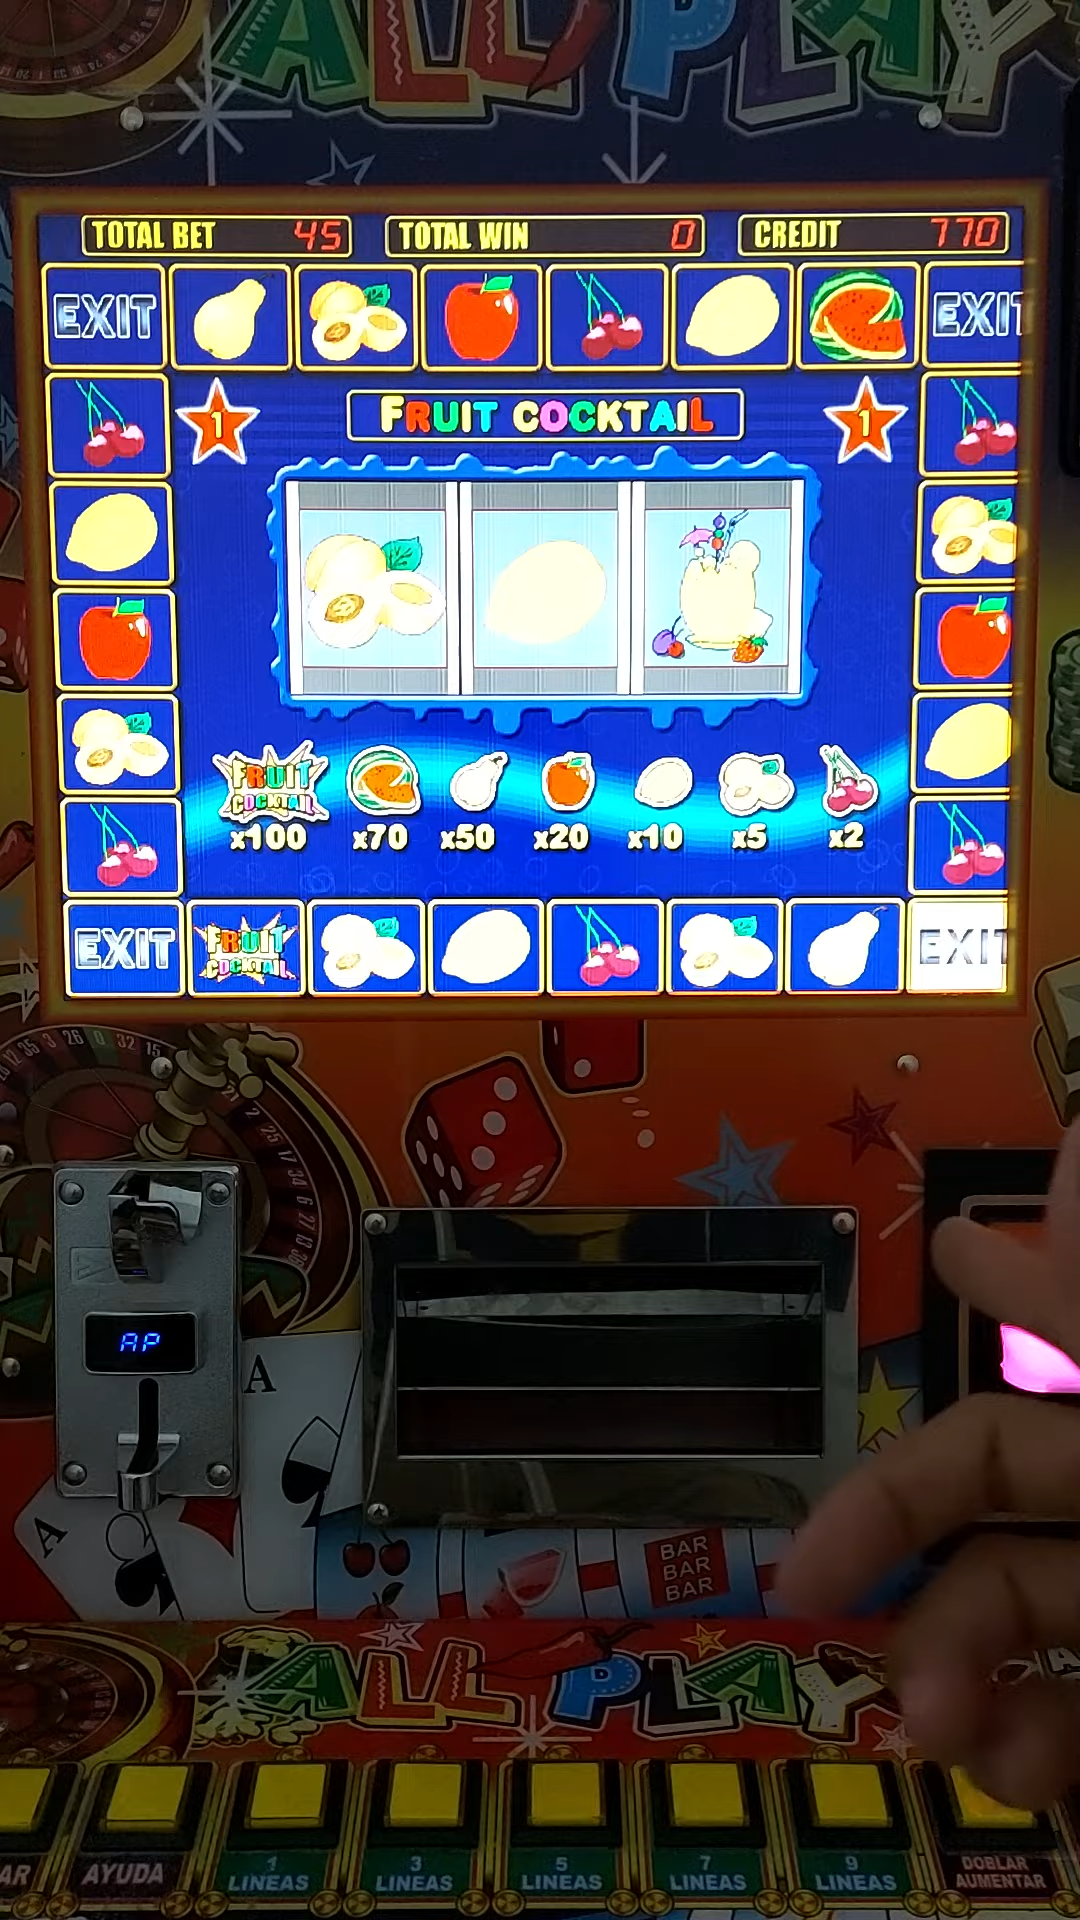 ALL PLAY
TOTAL BET 45
TOTAL WIN 0
CREDIT 770
EXIT
EXIT
1
FRUIT COCKTAIL
1
FRUIT
COCKTAIL
x100 x70 x50 x20 x10 x5 x2
EXIT
FRUIT
COCKTAIL
EXIT
AP
A
A
BAR
BAR
BAR
ALL PLAY
AR
AYUDA
1
LINEAS
3
LINEAS
5
LINEAS
7
LINEAS
9
LINEAS
DOBLAR
AUMENTAR